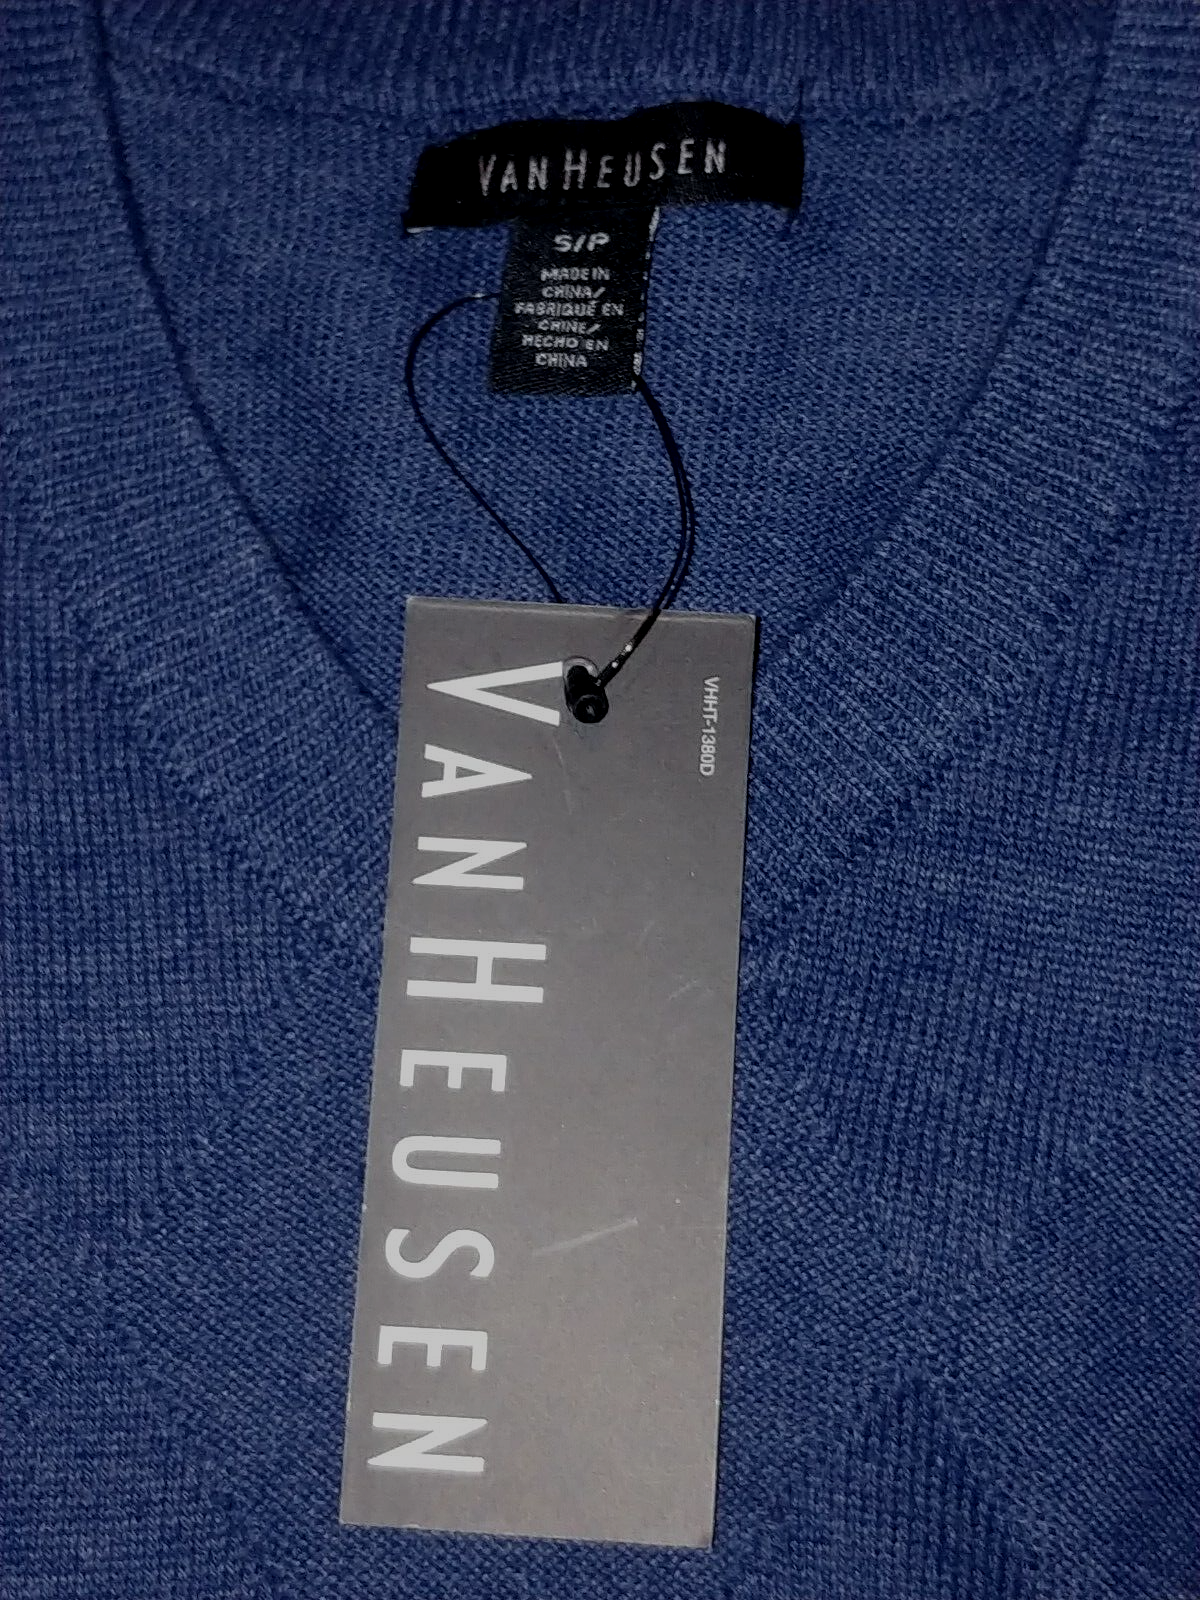 VAN HEUSEN
S/P
MADE IN
CHINA/
FABRIQUÉ EN
CHINE/
HECHO EN
CHINA
VHHT-1380D
VAN HEUSEN